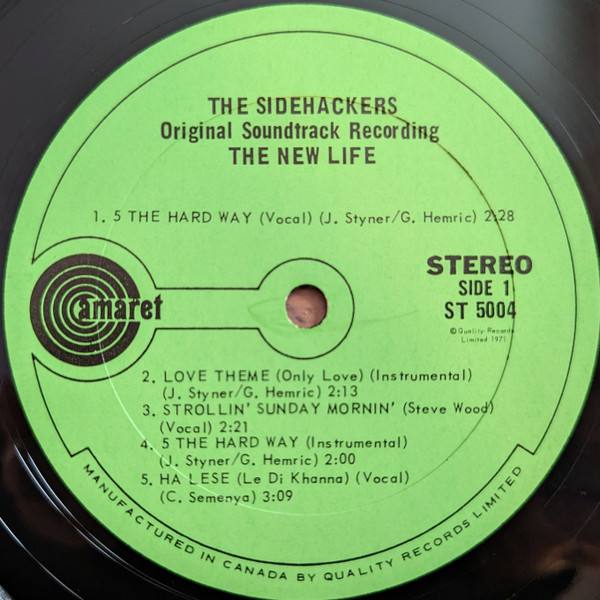 THE SIDEHACKERS
Original Soundtrack Recording
THE NEW LIFE
1. 5 THE HARD WAY (Vocal) (J. Styner/G. Hemric) 2:28
amaret
STEREO
SIDE 1
ST 5004
© Quality Records
Limited 1971
2. LOVE THEME (Only Love) (Instrumental)
(J. Styner/G. Hemric) 2:13
3. STROLLIN' SUNDAY MORNIN' (Steve Wood)
(Vocal) 2:21
4. 5 THE HARD WAY (Instrumental)
(J. Styner/G. Hemric) 2:00
5. HA LESE (Le Di Khanna) (Vocal)
(C. Semenya) 3:09
MANUFACTURED IN CANADA BY QUALITY RECORDS LIMITED